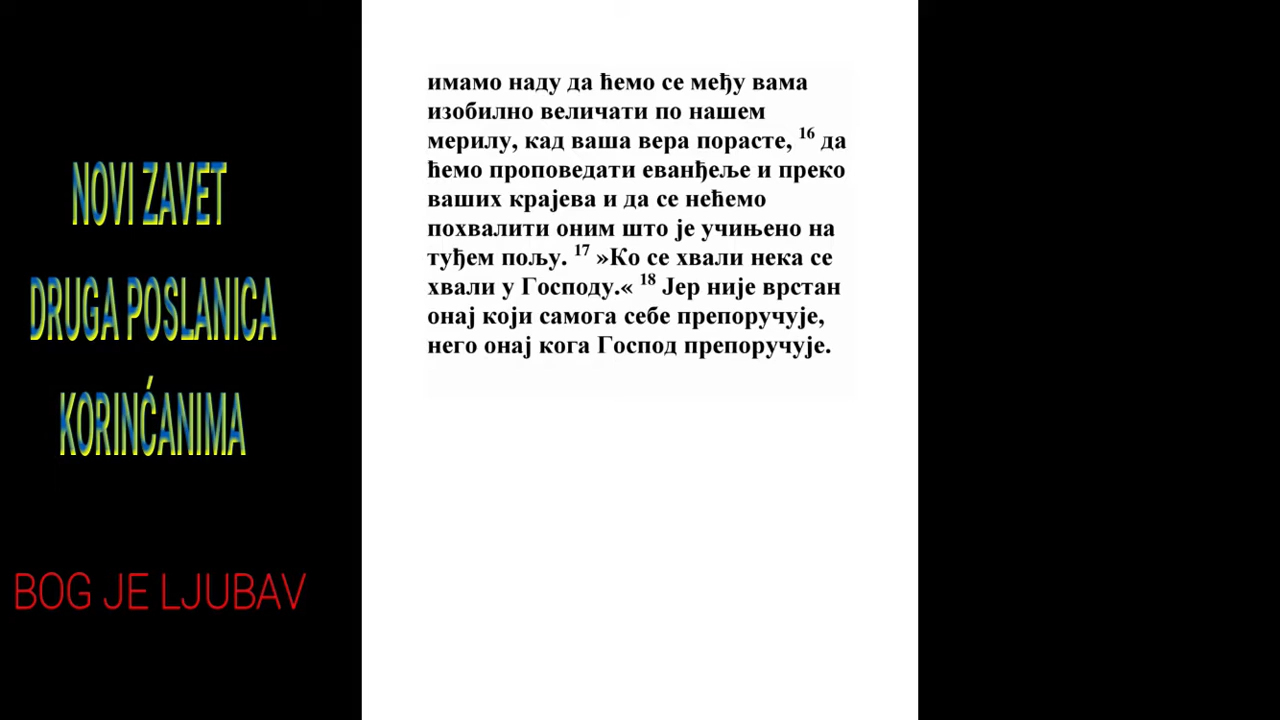 NOVI ZAVET
DRUGA POSLANICA
KORINĆANIMA
BOG JE LJUBAV
имамо наду да ћемо се међу вама
изобилно величати по нашем
мерилу, кад ваша вера порасте, 16 да
ћемо проповедати еванђеље и преко
ваших крајева и да се нећемо
похвалити оним што је учињено на
туђем пољу. 17 »Ко се хвали нека се
хвали у Господу.« 18 Јер није врстан
онај који самога себе препоручује,
него онај кога Господ препоручује.